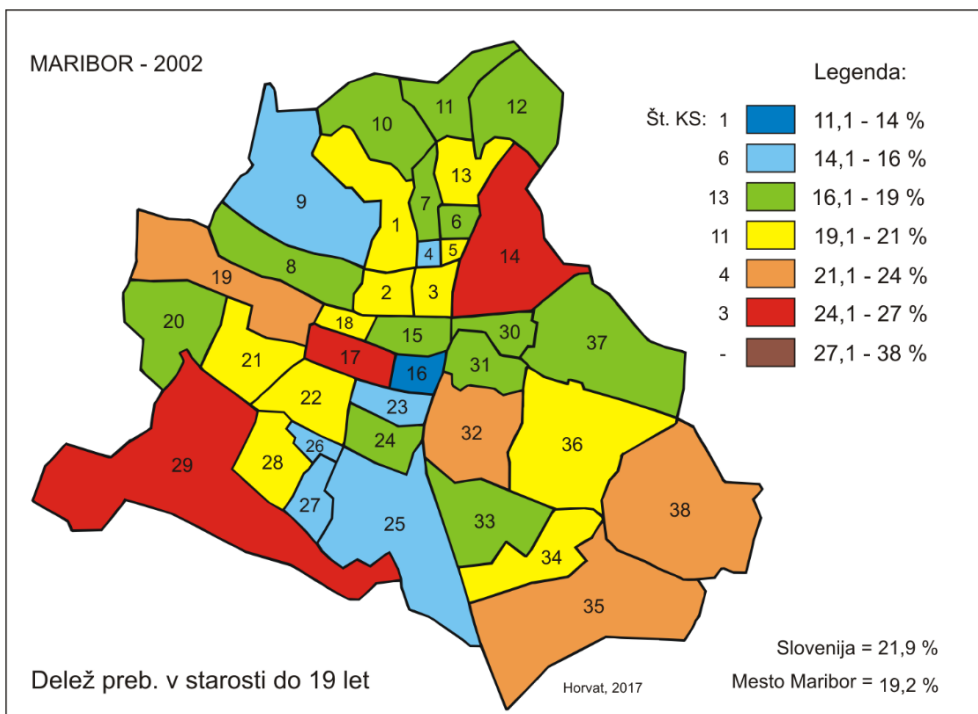 MARIBOR - 2002
Legenda:
Št. KS: 1 11,1 - 14 %
6 14,1 - 16 %
13 16,1 - 19 %
11 19,1 - 21 %
4 21,1 - 24 %
3 24,1 - 27 %
- 27,1 - 38 %
11
12
10
13
7
9
1
6
4
5
14
8
19
2
3
18
15
30
20
37
17
31
16
21
22
23
32
24
26
36
28
29
27
25
33
38
34
35
Slovenija = 21,9 %
Delež preb. v starosti do 19 let
Horvat, 2017
Mesto Maribor = 19,2 %